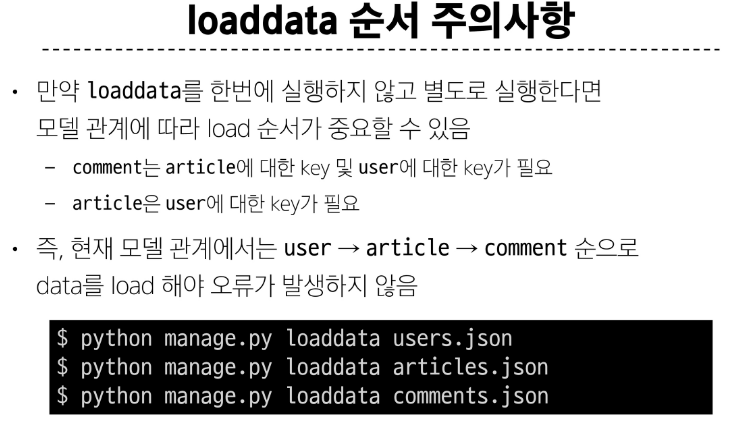 loaddata 순서 주의사항
• 만약 loaddata를 한번에 실행하지 않고 별도로 실행한다면
모델 관계에 따라 load 순서가 중요할 수 있음
– comment는 article에 대한 key 및 user에 대한 key가 필요
– article은 user에 대한 key가 필요
• 즉, 현재 모델 관계에서는 user → article → comment 순으로
data를 load 해야 오류가 발생하지 않음
$ python manage.py loaddata users.json
$ python manage.py loaddata articles.json
$ python manage.py loaddata comments.json